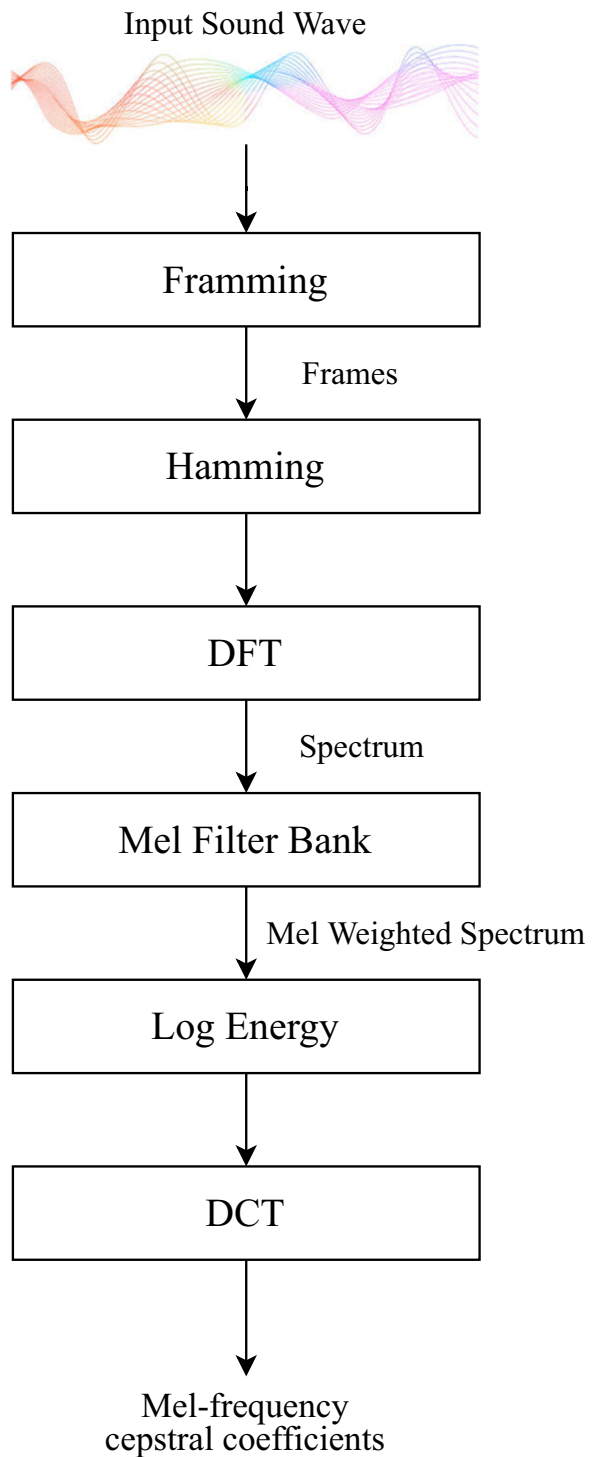 Input Sound Wave
Framming
Frames
Hamming
DFT
Spectrum
Mel Filter Bank
Mel Weighted Spectrum
Log Energy
DCT
Mel-frequency
cepstral coefficients